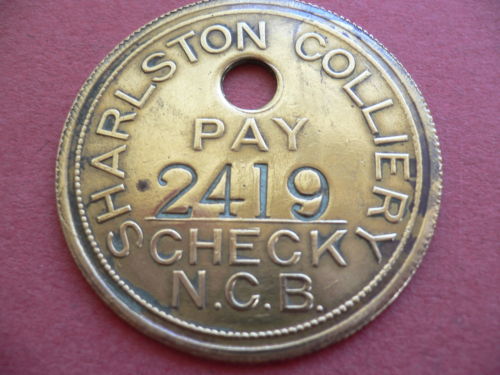 SHARLSTON COLLIERY
PAY
2419
CHECK
N.C.B.